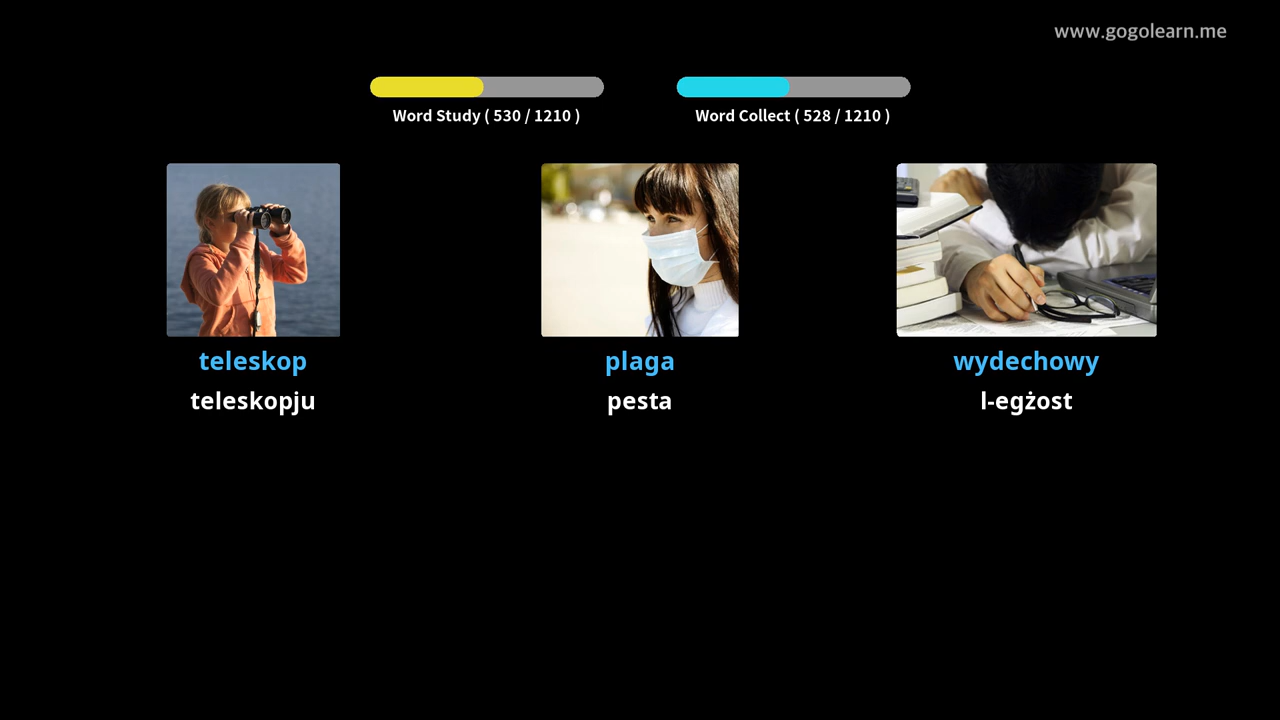 www.gogolearn.me
Word Study ( 530 / 1210 )
Word Collect ( 528 / 1210 )
teleskop
teleskopju
plaga
pesta
wydechowy
l-egżost